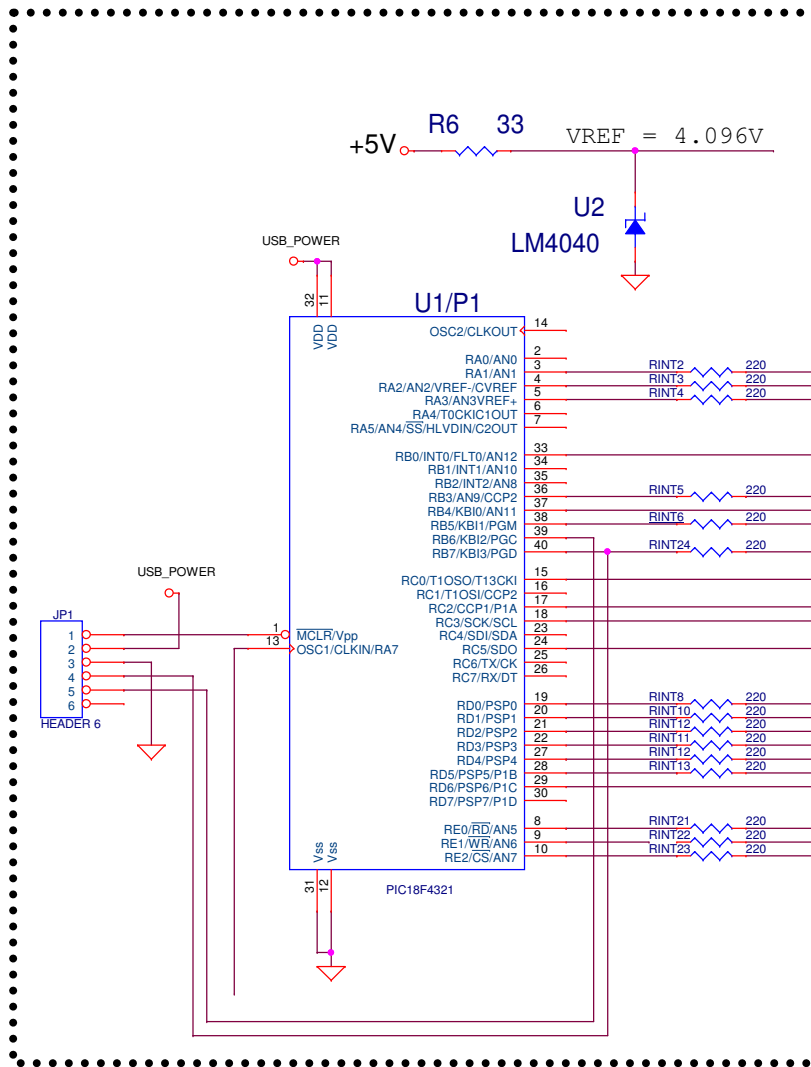 R6 33
+5V
VREF = 4.096V
U2
LM4040
USB_POWER
U1/P1
32
11
VDD
VDD
OSC2/CLKOUT 14
RA0/AN0 2
RA1/AN1 3 RINT2 220
RA2/AN2/VREF-/CVREF 4 RINT3 220
RA3/AN3VREF+ 5 RINT4 220
RA4/T0CKIC1OUT 6
RA5/AN4/SS/HLVDIN/C2OUT 7
RB0/INT0/FLT0/AN12 33
RB1/INT1/AN10 34
RB2/INT2/AN8 35
RB3/AN9/CCP2 36 RINT5 220
RB4/KBI0/AN11 37
RB5/KBI1/PGM 38 RINT6 220
RB6/KBI2/PGC 39
RB7/KBI3/PGD 40 RINT24 220
USB_POWER
RC0/T1OSO/T13CKI 15
RC1/T1OSI/CCP2 16
RC2/CCP1/P1A 17
RC3/SCK/SCL 18
RC4/SDI/SDA 23
RC5/SDO 24
RC6/TX/CK 25
RC7/RX/DT 26
JP1
1
2
3
4
5
6
HEADER 6
1 MCLR/Vpp
13 OSC1/CLKIN/RA7
RD0/PSP0 19 RINT8 220
RD1/PSP1 20 RINT10 220
RD2/PSP2 21 RINT12 220
RD3/PSP3 22 RINT11 220
RD4/PSP4 27 RINT12 220
RD5/PSP5/P1B 28 RINT13 220
RD6/PSP6/P1C 29
RD7/PSP7/P1D 30
RE0/RD/AN5 8 RINT21 220
RE1/WR/AN6 9 RINT22 220
RE2/CS/AN7 10 RINT23 220
Vss
Vss
31
12
PIC18F4321